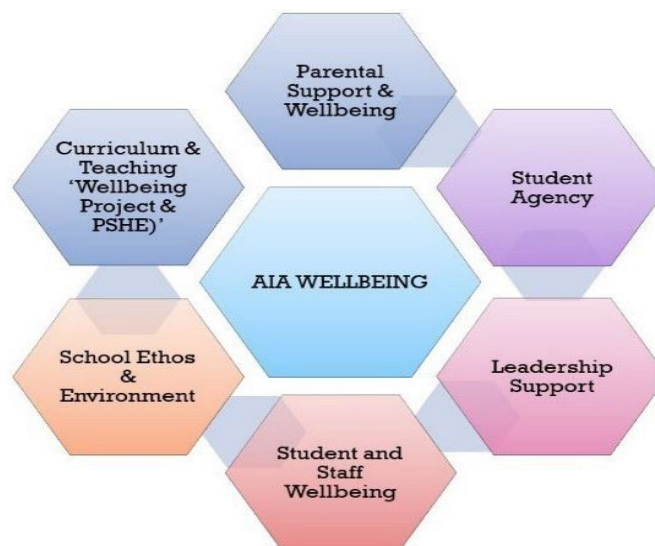 Parental
Support &
Wellbeing
Student
Agency
Leadership
Support
Student and
Staff
Wellbeing
School Ethos
&
Environment
Curriculum &
Teaching
‘Wellbeing
Project &
PSHE)’
AIA WELLBEING